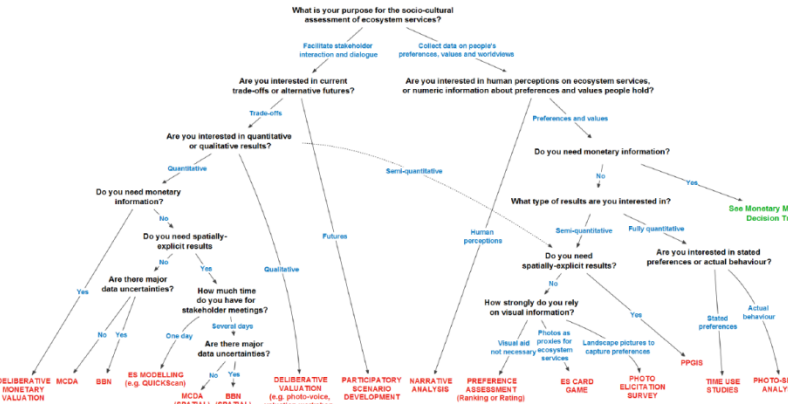 What is your purpose for the socio-cultural
assessment of ecosystem services?
Facilitate stakeholder
interaction and dialogue
Collect data on people's
preferences, values and worldviews
Are you interested in current
trade-offs or alternative futures?
Are you interested in human perceptions on ecosystem services,
or numeric information about preferences and values people hold?
Trade-offs
Preferences and values
Are you interested in quantitative
or qualitative results?
Do you need monetary information?
Quantitative
Semi-quantitative
No
Yes
Do you need monetary
information?
What type of results are you interested in?
See Monetary
Decision
No
Semi-quantitative
Fully quantitative
Do you need spatially-
explicit results
Futures
Human
perceptions
Do you need
spatially-explicit results?
Are you interested in stated
preferences or actual behaviour?
No
Yes
Qualitative
Are there major
data uncertainties?
How much time
do you have for
stakeholder meetings?
No
Yes
How strongly do you rely
on visual information?
Yes
Stated
preferences
Actual
behaviour
No
Yes
One day
Several days
Are there major
data uncertainties?
Visual aid
not necessary
Photos as
proxies for
ecosystem
services
Landscape pictures to
capture preferences
PPGIS
No
Yes
DELIBERATIVE
MONETARY
VALUATION
MCDA
BBN
ES MODELLING
(e.g. QUICKScan)
MCDA
BBN
DELIBERATIVE
VALUATION
(e.g. photo-voice,
PARTICIPATORY
SCENARIO
DEVELOPMENT
NARRATIVE
ANALYSIS
PREFERENCE
ASSESSMENT
(Ranking or Rating)
ES CARD
GAME
PHOTO
ELICITATION
SURVEY
TIME USE
STUDIES